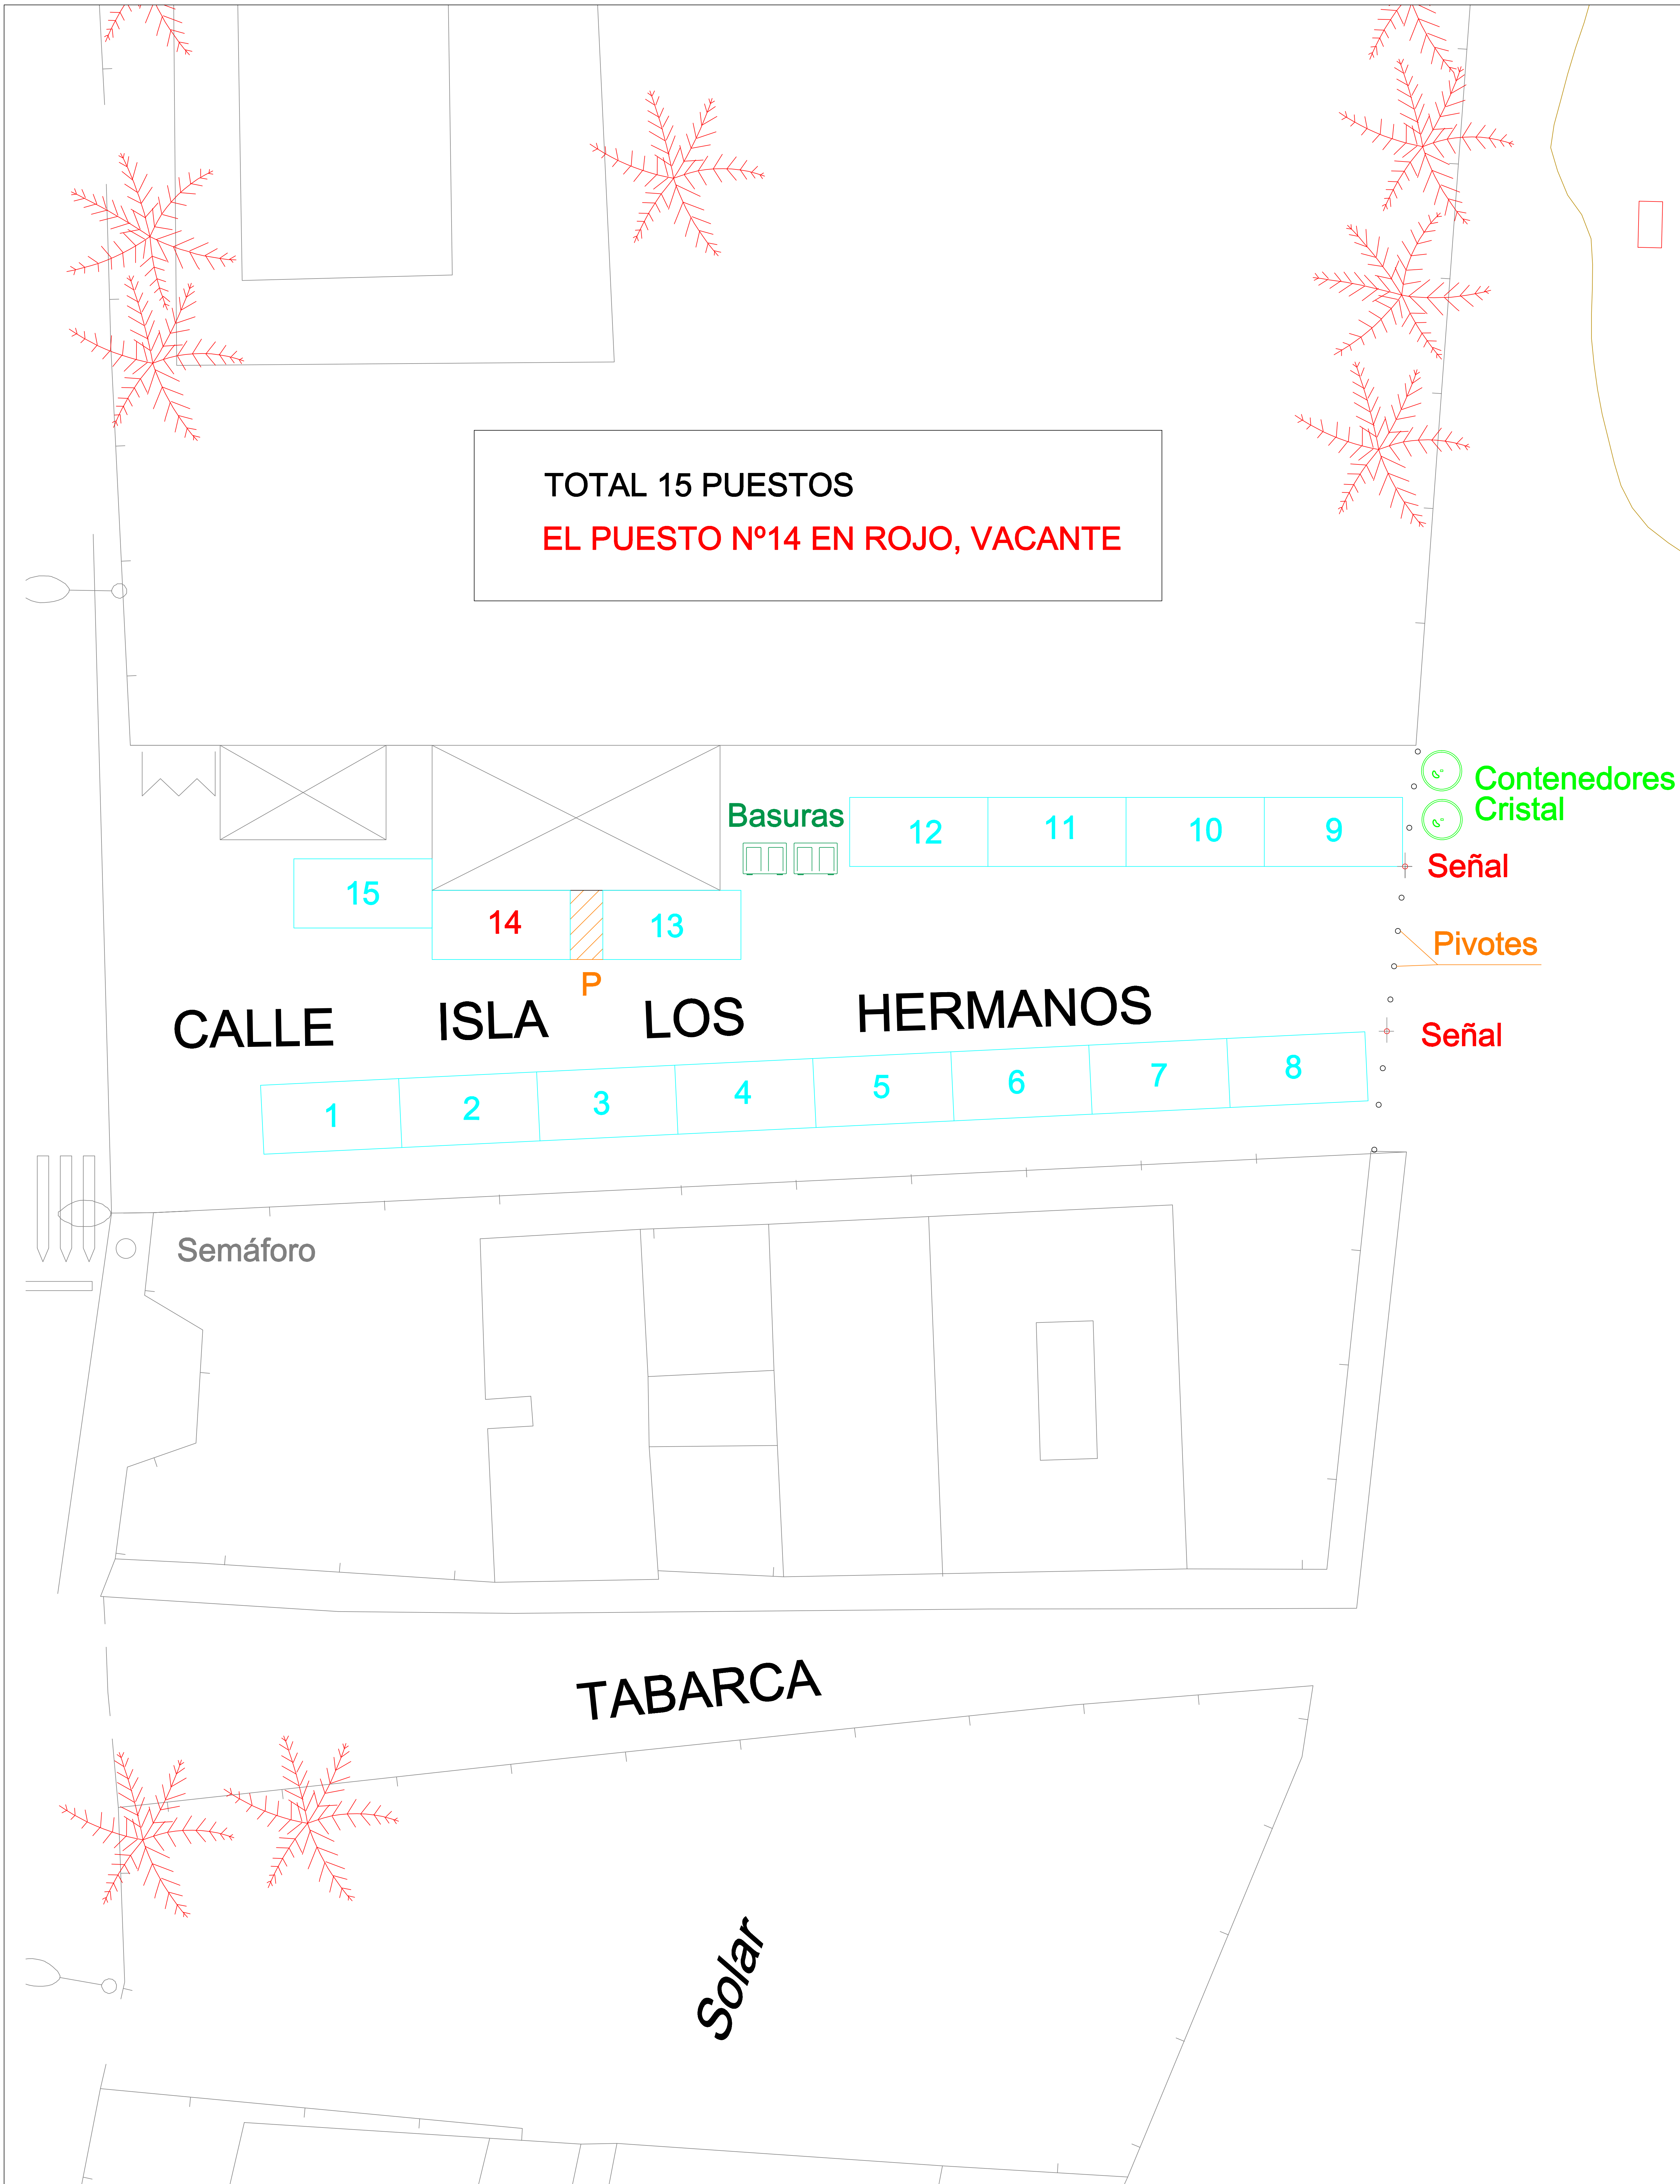 TOTAL 15 PUESTOS
EL PUESTO Nº14 EN ROJO, VACANTE
Contenedores
Cristal
Basuras
12 11 10 9
Señal
15
14 13
Pivotes
P
CALLE ISLA LOS HERMANOS
Señal
1 2 3 4 5 6 7 8
Semáforo
TABARCA
Solar